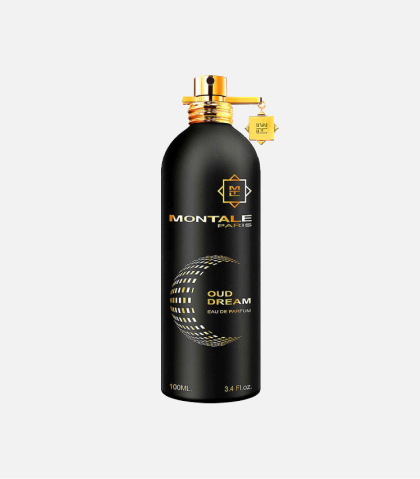 MONTALE
PARIS
OUD
DREAM
EAU DE PARFUM
100ML. 3.4 Fl.oz.